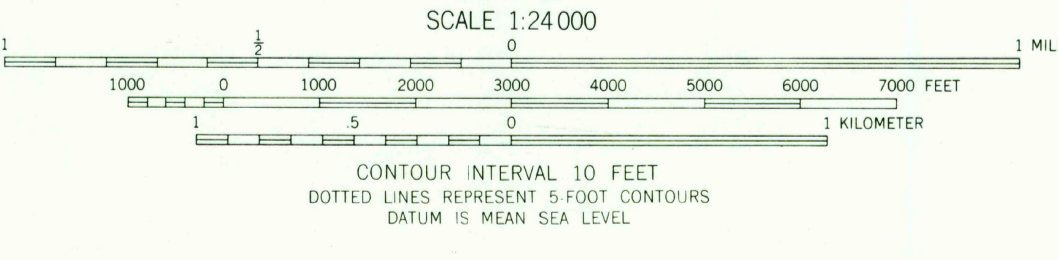 SCALE 1:24 000
1 1/2 0 1 MIL
1000 0 1000 2000 3000 4000 5000 6000 7000 FEET
1 .5 0 1 KILOMETER
CONTOUR INTERVAL 10 FEET
DOTTED LINES REPRESENT 5-FOOT CONTOURS
DATUM IS MEAN SEA LEVEL